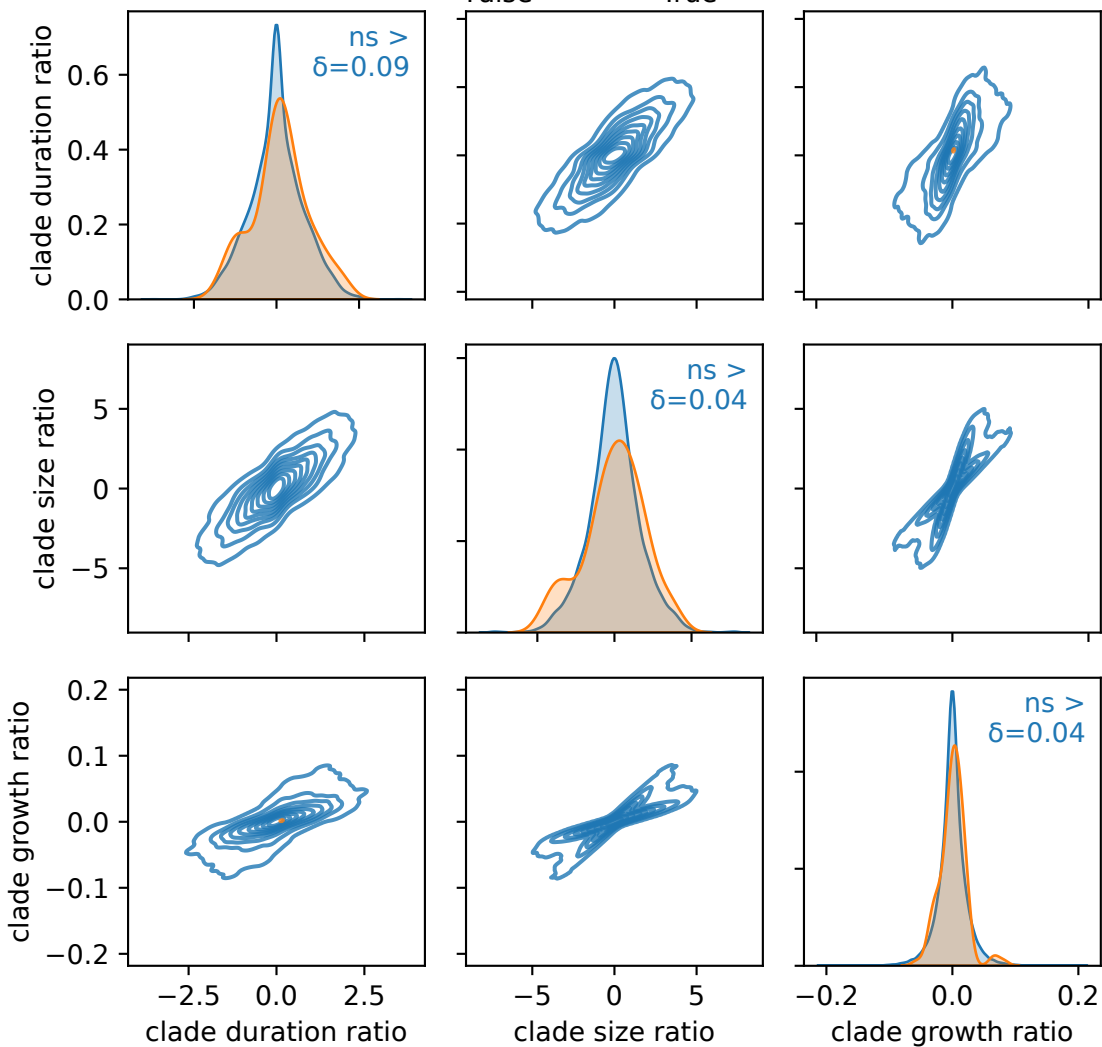 True
clade duration ratio
0.6
0.4
0.2
0.0
ns >
δ=0.09
clade size ratio
5
0
−5
ns >
δ=0.04
clade growth ratio
0.2
0.1
0.0
−0.1
−0.2
ns >
δ=0.04
−2.5 0.0 2.5
−5 0 5
−0.2 0.0 0.2
clade duration ratio
clade size ratio
clade growth ratio